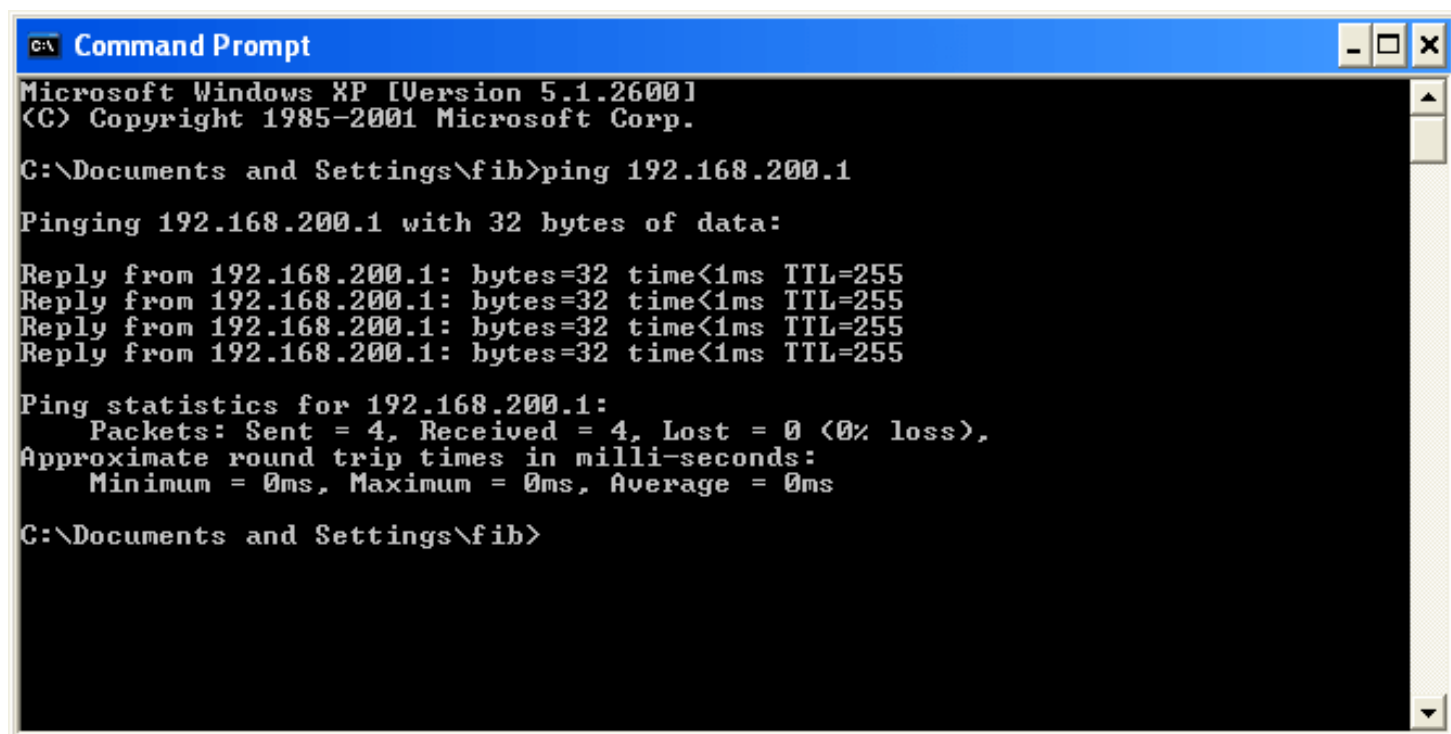 Command Prompt
Microsoft Windows XP [Version 5.1.2600]
(C) Copyright 1985-2001 Microsoft Corp.
C:\Documents and Settings\fib>ping 192.168.200.1
Pinging 192.168.200.1 with 32 bytes of data:
Reply from 192.168.200.1: bytes=32 time<1ms TTL=255
Reply from 192.168.200.1: bytes=32 time<1ms TTL=255
Reply from 192.168.200.1: bytes=32 time<1ms TTL=255
Reply from 192.168.200.1: bytes=32 time<1ms TTL=255
Ping statistics for 192.168.200.1:
    Packets: Sent = 4, Received = 4, Lost = 0 (0% loss),
Approximate round trip times in milli-seconds:
    Minimum = 0ms, Maximum = 0ms, Average = 0ms
C:\Documents and Settings\fib>